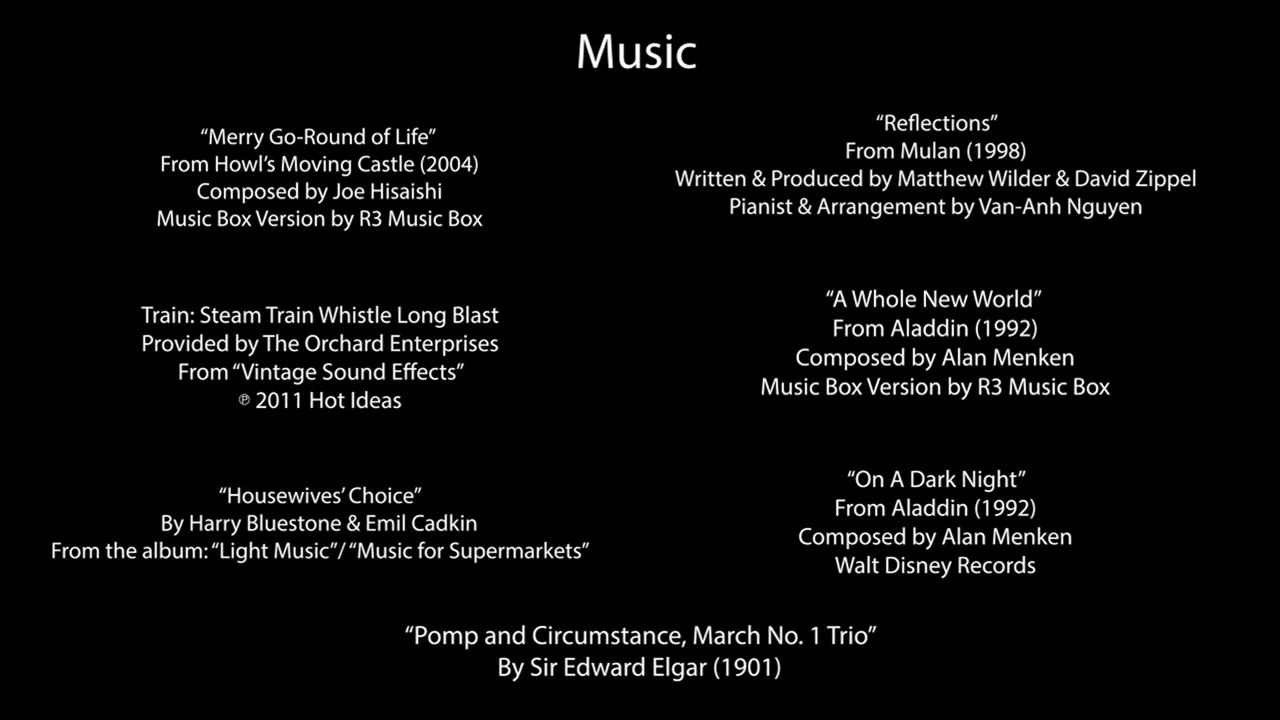 Music
“Merry Go-Round of Life”
From Howl’s Moving Castle (2004)
Composed by Joe Hisaishi
Music Box Version by R3 Music Box
Train: Steam Train Whistle Long Blast
Provided by The Orchard Enterprises
From “Vintage Sound Effects”
℗ 2011 Hot Ideas
“Housewives’ Choice”
By Harry Bluestone & Emil Cadkin
From the album: “Light Music”/ “Music for Supermarkets”
“Reflections”
From Mulan (1998)
Written & Produced by Matthew Wilder & David Zippel
Pianist & Arrangement by Van-Anh Nguyen
“A Whole New World”
From Aladdin (1992)
Composed by Alan Menken
Music Box Version by R3 Music Box
“On A Dark Night”
From Aladdin (1992)
Composed by Alan Menken
Walt Disney Records
“Pomp and Circumstance, March No. 1 Trio”
By Sir Edward Elgar (1901)